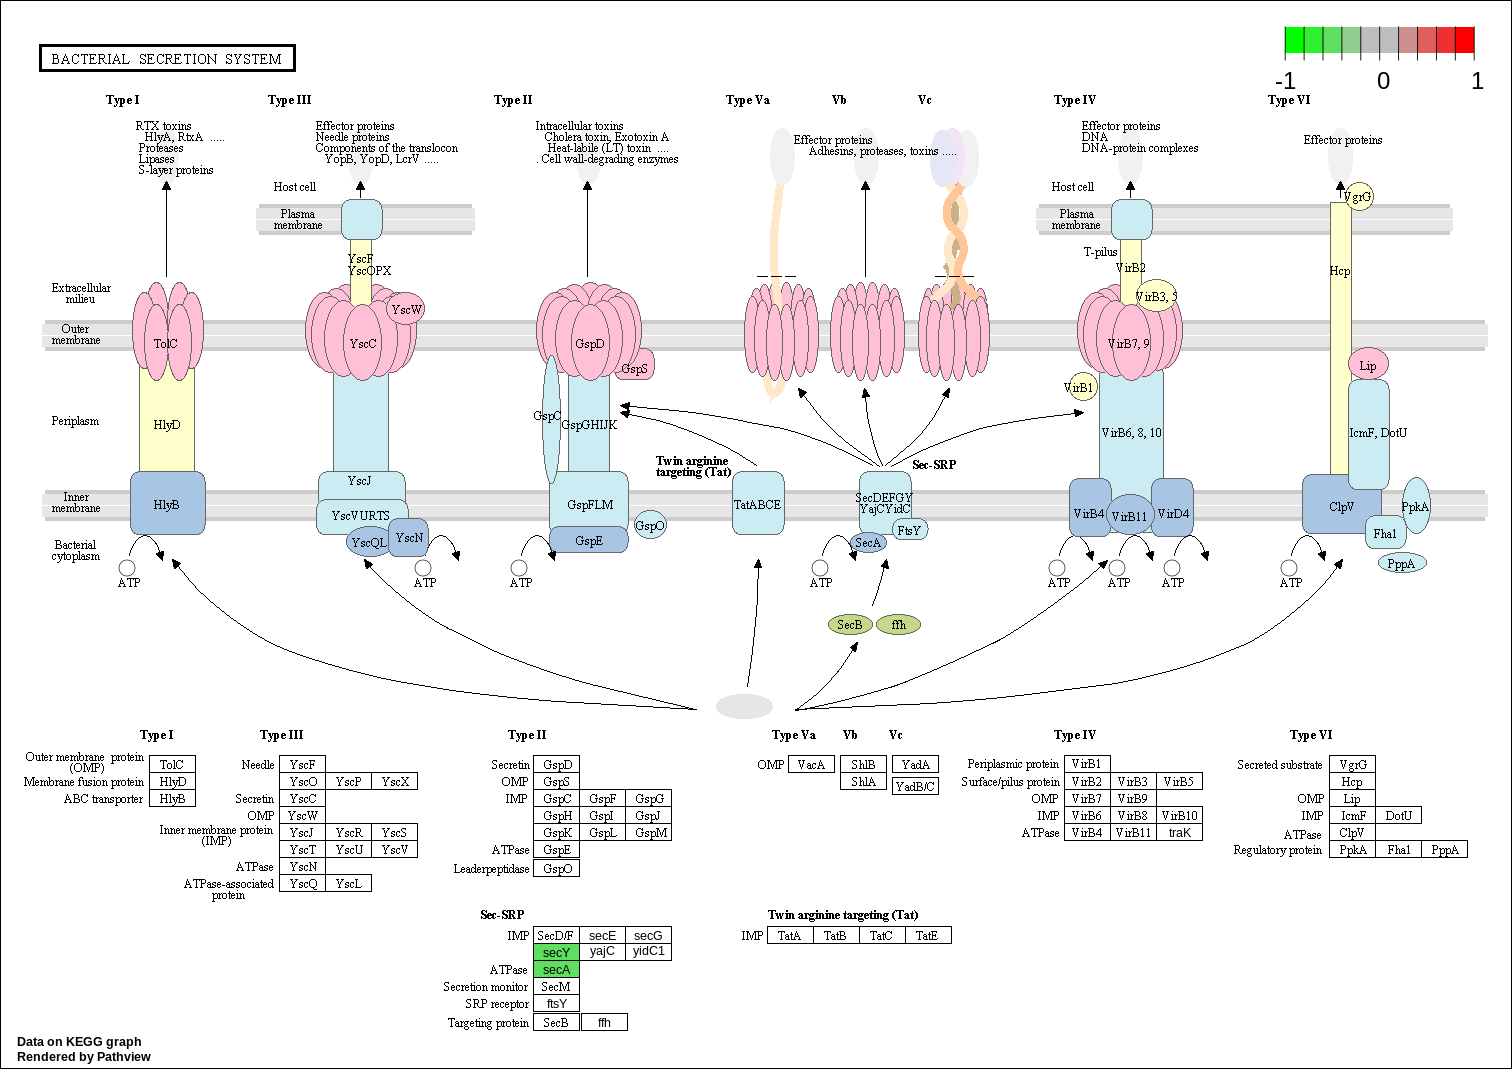 BACTERIAL SECRETION SYSTEM
-1 0 1
Type I
Type III
Type II
Type Va
Vb
Vc
Type IV
Type VI
RTX toxins
HlyA, RtxA .....
Proteases
Lipases
S-layer proteins
Effector proteins
Needle proteins
Components of the translocon
YopB, YopD, LcrV .....
Intracellular toxins
Cholera toxin, Exotoxin A
Heat-labile (LT) toxin ....
. Cell wall-degrading enzymes
Effector proteins
Adhesins, proteases, toxins .....
Effector proteins
DNA
DNA-protein complexes
Effector proteins
Host cell
Plasma
membrane
Host cell
Plasma
membrane
T-pilus
Extracellular
milieu
Outer
membrane
Periplasm
Inner
membrane
Bacterial
cytoplasm
TolC
HlyD
HlyB
ATP
YscF
YscOPX
YscW
YscC
YscJ
YscVURTS
YscQL
YscN
ATP
GspD
GspS
GspC
GspGHIJK
GspFLM
GspO
GspE
ATP
Twin arginine
targeting (Tat)
TatABCE
Sec-SRP
SecDEFGY
YajCYidC
FtsY
SecA
ATP
SecB
ffh
VirB2
VirB3, 5
VirB7, 9
VirB1
VirB6, 8, 10
VirB4
VirB11
VirD4
ATP
ATP
ATP
VgrG
Hcp
Lip
IcmF, DotU
ClpV
PpkA
Fha1
PppA
ATP
Type I
Outer membrane protein
(OMP)
TolC
Membrane fusion protein HlyD
ABC transporter HlyB
Type III
Needle YscF
YscO YscP YscX
Secretin YscC
OMP YscW
Inner membrane protein
(IMP)
YscJ YscR YscS
YscT YscU YscV
ATPase YscN
ATPase-associated
protein
YscQ YscL
Type II
Secretin GspD
OMP GspS
IMP GspC GspF GspG
GspH GspI GspJ
GspK GspL GspM
ATPase GspE
Leaderpeptidase GspO
Type Va Vb Vc
OMP VacA ShlB YadA
ShlA YadB/C
Type IV
Periplasmic protein VirB1
Surface/pilus protein VirB2 VirB3 VirB5
OMP VirB7 VirB9
IMP VirB6 VirB8 VirB10
ATPase VirB4 VirB11 traK
Type VI
Secreted substrate VgrG
Hcp
OMP Lip
IMP IcmF DotU
ATPase ClpV
Regulatory protein PpkA Fha1 PppA
Sec-SRP
IMP SecD/F secE secG
secY yajC yidC1
ATPase secA
Secretion monitor SecM
SRP receptor ftsY
Targeting protein SecB ffh
Twin arginine targeting (Tat)
IMP TatA TatB TatC TatE
Data on KEGG graph
Rendered by Pathview